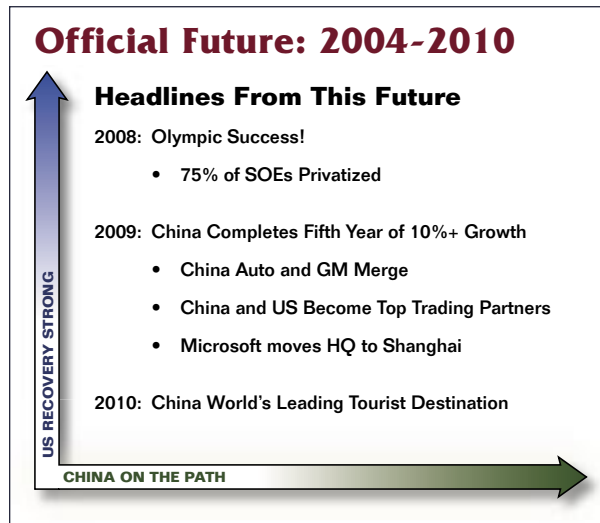 Official Future: 2004-2010
Headlines From This Future
2008: Olympic Success!
• 75% of SOEs Privatized
2009: China Completes Fifth Year of 10%+ Growth
• China Auto and GM Merge
• China and US Become Top Trading Partners
• Microsoft moves HQ to Shanghai
2010: China World's Leading Tourist Destination
US RECOVERY STRONG
CHINA ON THE PATH